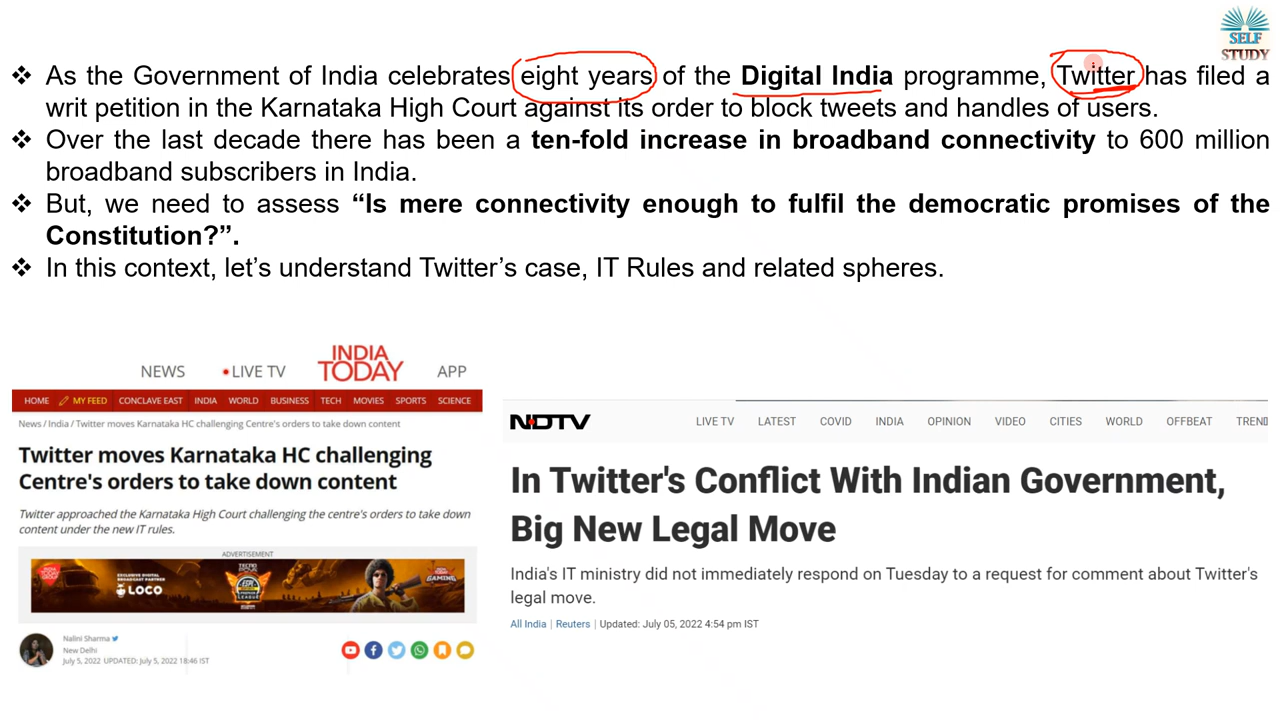 SELF
STUDY
❖ As the Government of India celebrates eight years of the Digital India programme, Twitter has filed a
writ petition in the Karnataka High Court against its order to block tweets and handles of users.
❖ Over the last decade there has been a ten-fold increase in broadband connectivity to 600 million
broadband subscribers in India.
❖ But, we need to assess “Is mere connectivity enough to fulfil the democratic promises of the
Constitution?”.
❖ In this context, let’s understand Twitter’s case, IT Rules and related spheres.
NEWS LIVE TV INDIA TODAY APP
HOME MY FEED CONCLAVE EAST INDIA WORLD BUSINESS TECH MOVIES SPORTS SCIENCE
News / India / Twitter moves Karnataka HC challenging Centre's orders to take down content
Twitter moves Karnataka HC challenging
Centre's orders to take down content
Twitter approached the Karnataka High Court challenging the centre's orders to take down
content under the new IT rules.
ADVERTISEMENT
LOCO
GAMING
Nalini Sharma
New Delhi
July 5, 2022 UPDATED: July 5, 2022 18:46 IST
NDTV LIVE TV LATEST COVID INDIA OPINION VIDEO CITIES WORLD OFFBEAT TREND
In Twitter's Conflict With Indian Government,
Big New Legal Move
India's IT ministry did not immediately respond on Tuesday to a request for comment about Twitter's
legal move.
All India | Reuters | Updated: July 05, 2022 4:54 pm IST